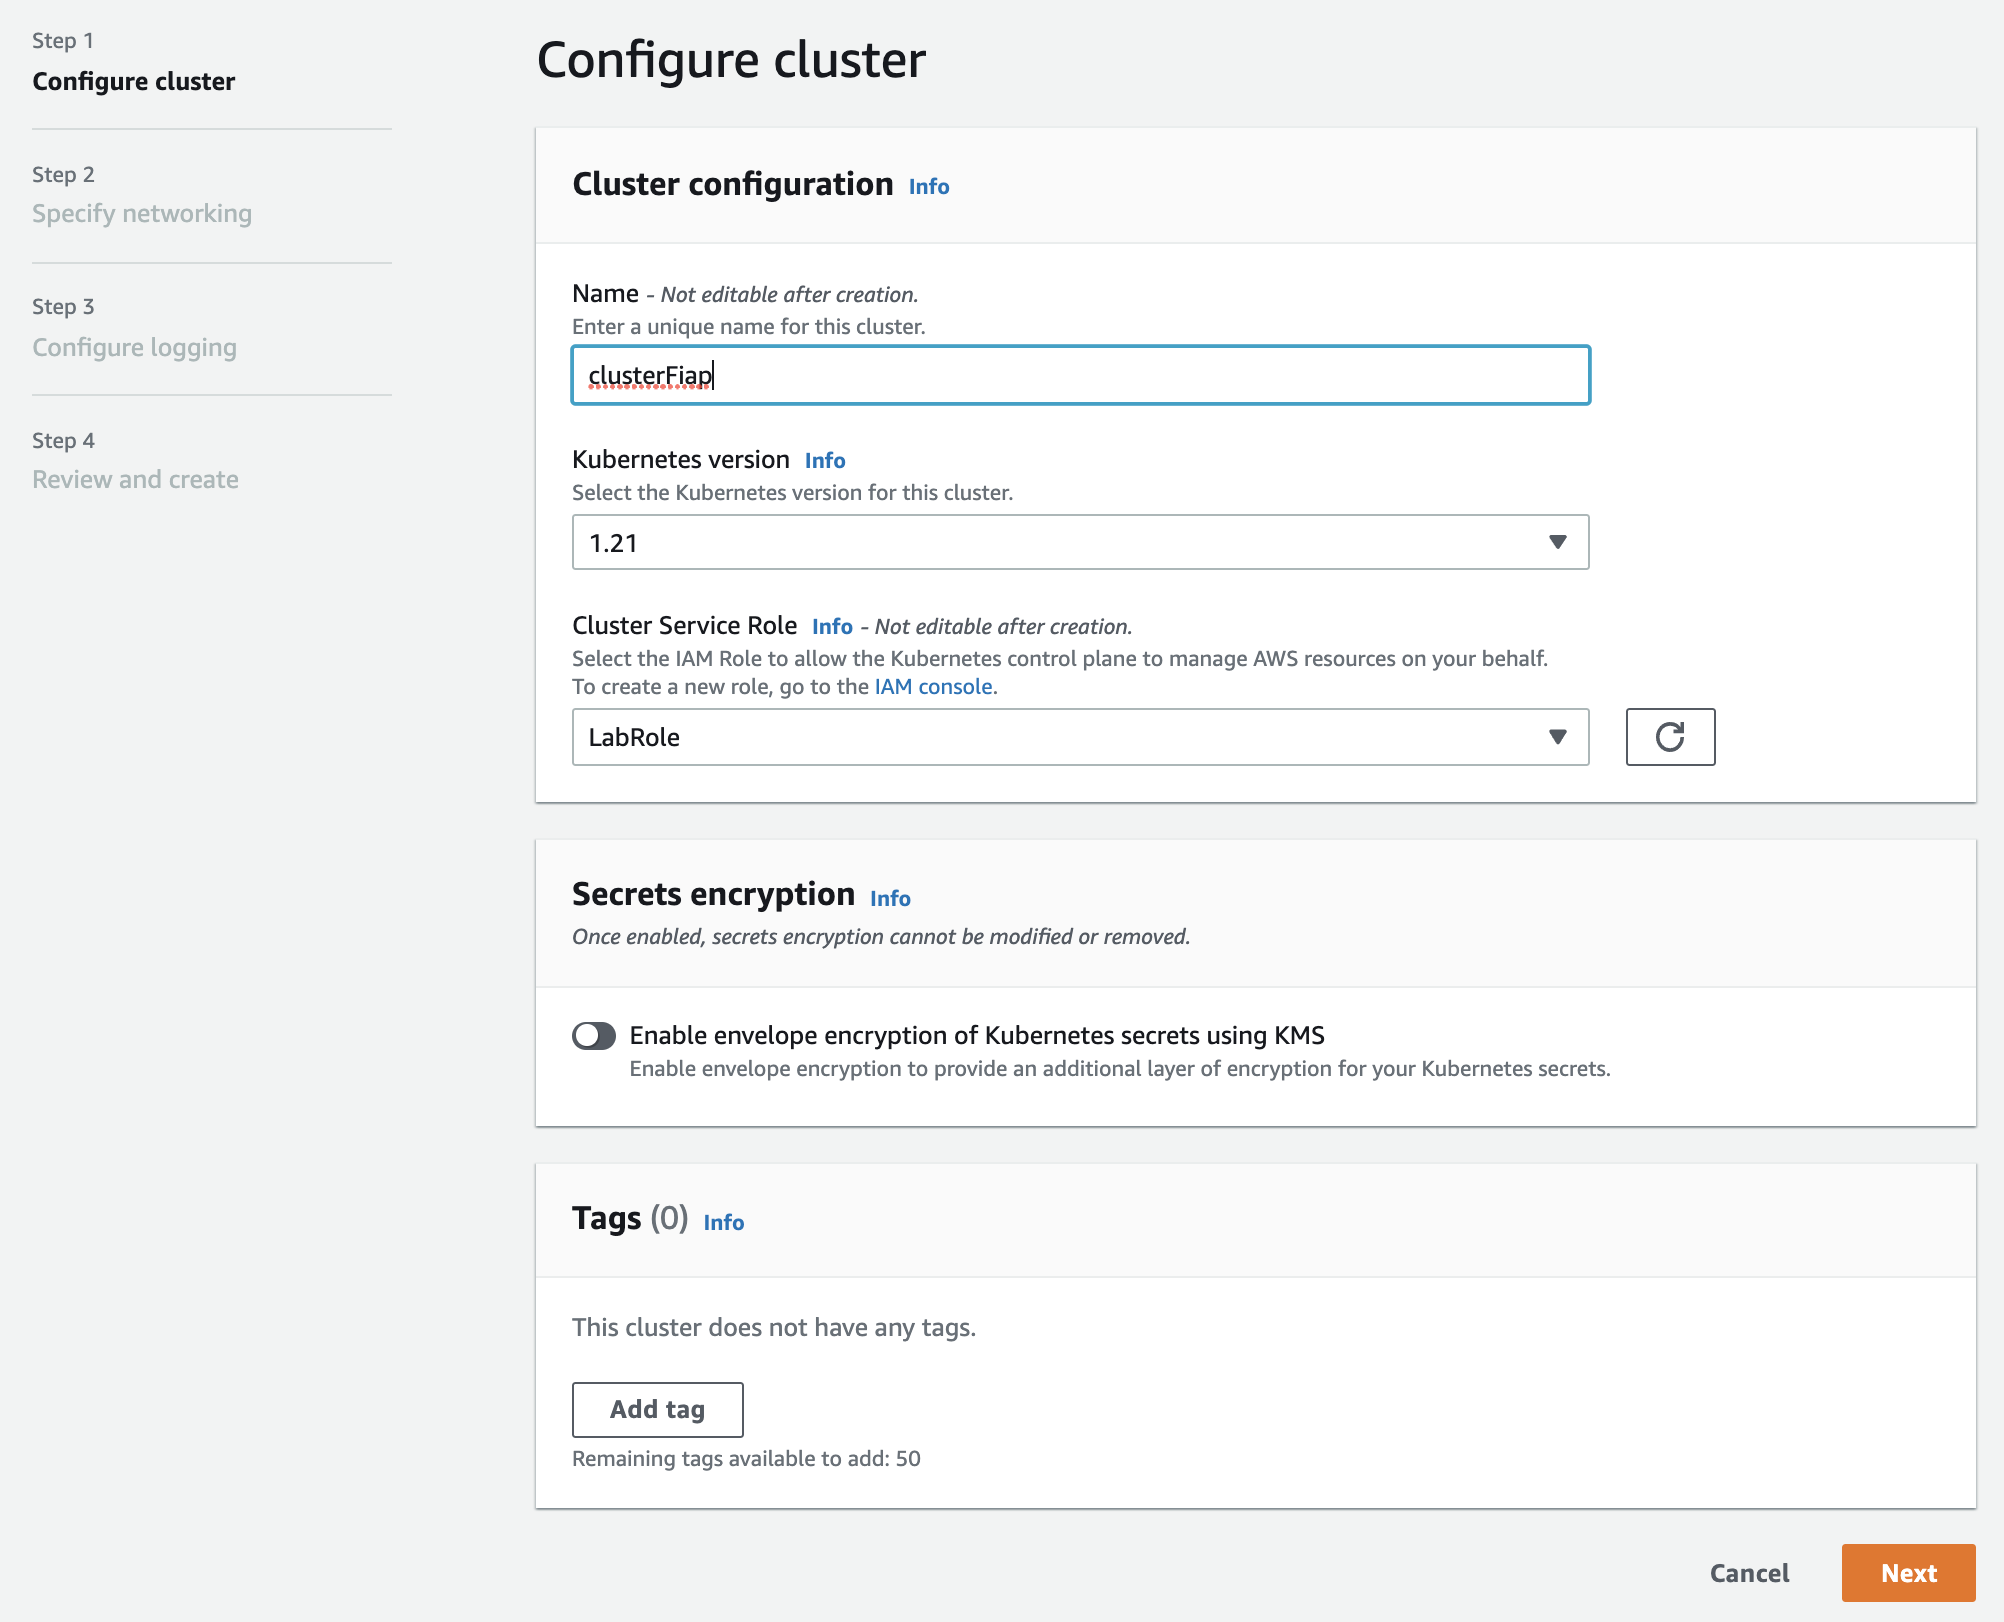 Step 1
Configure cluster
Step 2
Specify networking
Step 3
Configure logging
Step 4
Review and create
Configure cluster
Cluster configuration Info
Name - Not editable after creation.
Enter a unique name for this cluster.
clusterFiap
Kubernetes version Info
Select the Kubernetes version for this cluster.
1.21
Cluster Service Role Info - Not editable after creation.
Select the IAM Role to allow the Kubernetes control plane to manage AWS resources on your behalf.
To create a new role, go to the IAM console.
LabRole
Secrets encryption Info
Once enabled, secrets encryption cannot be modified or removed.
Enable envelope encryption of Kubernetes secrets using KMS
Enable envelope encryption to provide an additional layer of encryption for your Kubernetes secrets.
Tags (0) Info
This cluster does not have any tags.
Add tag
Remaining tags available to add: 50
Cancel Next